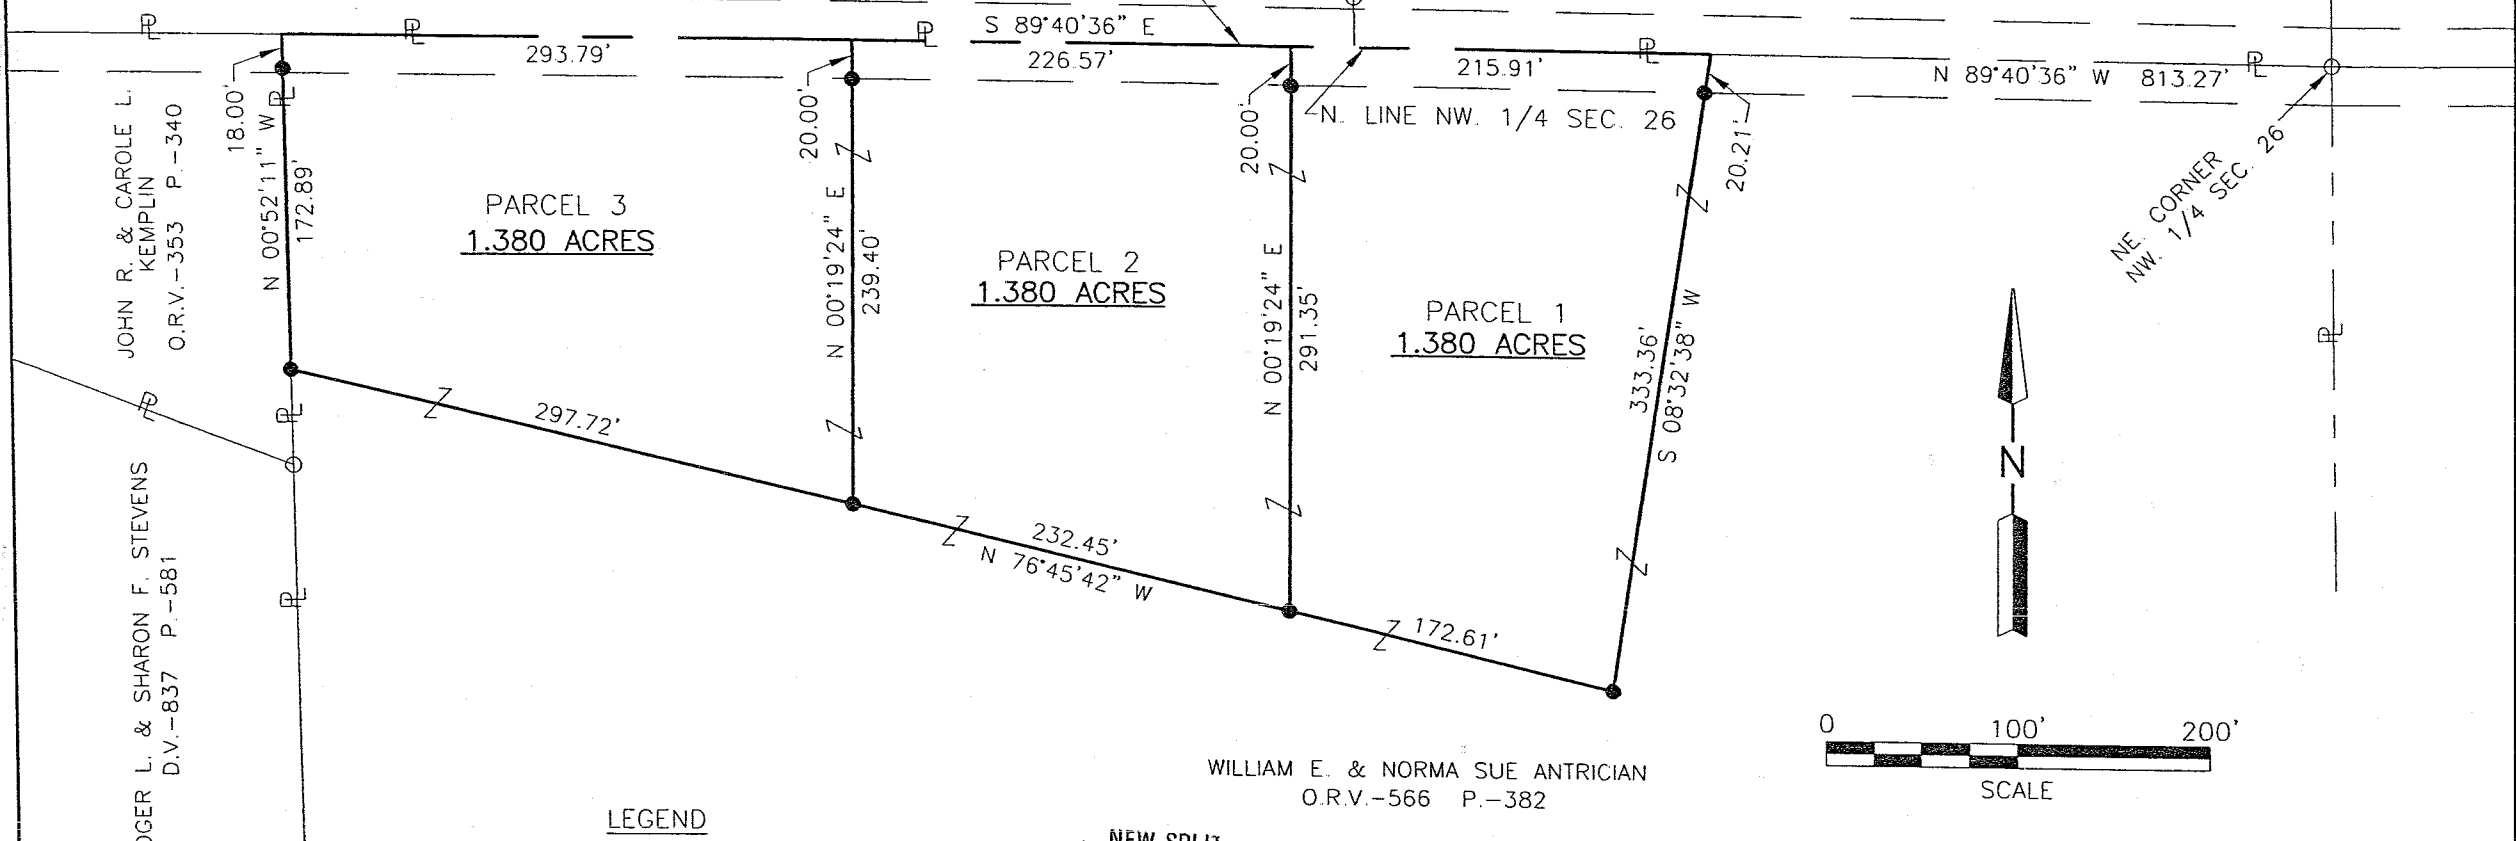 S 89°40'36" E
293.79'
226.57'
215.91'
N 89°40'36" W 813.27'
18.00'
20.00'
20.00'
20.21'
N. LINE NW. 1/4 SEC. 26
NE. CORNER
NW. 1/4 SEC. 26
JOHN R. & CAROLE L.
KEMPLIN
O.R.V.-353 P.-340
N 00°52'11" W
172.89'
PARCEL 3
1.380 ACRES
N 00°19'24" E
239.40'
PARCEL 2
1.380 ACRES
N 00°19'24" E
291.35'
PARCEL 1
1.380 ACRES
333.36'
S 08°32'38" W
297.72'
232.45'
N 76°45'42" W
172.61'
N
OGER L. & SHARON F. STEVENS
D.V.-837 P.-581
WILLIAM E. & NORMA SUE ANTRICIAN
O.R.V.-566 P.-382
0 100' 200'
SCALE
LEGEND
NEW SPLIT